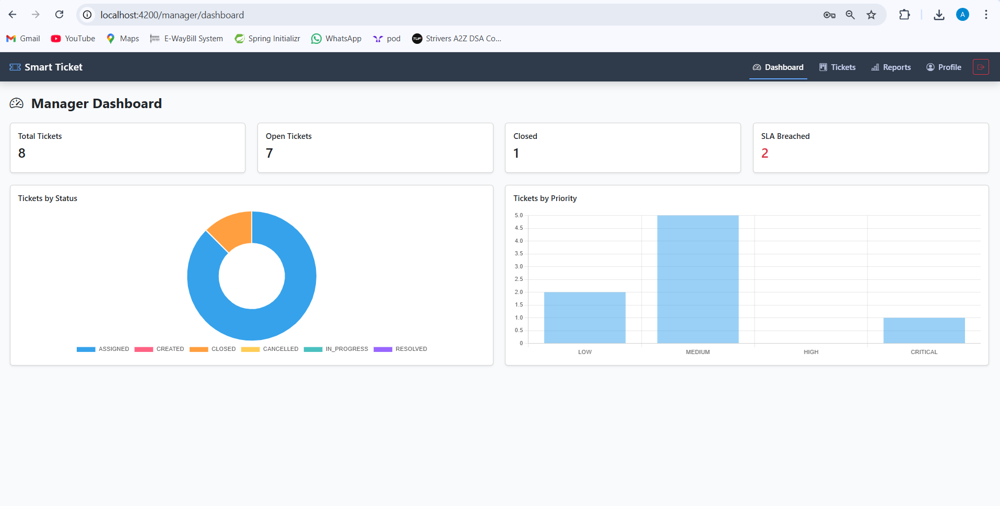 localhost:4200/manager/dashboard
A
Gmail YouTube Maps E-WayBill System Spring Initializr WhatsApp pod TUF Strivers A2Z DSA Co...
Smart Ticket Dashboard Tickets Reports Profile
Manager Dashboard
Total Tickets
8
Open Tickets
7
Closed
1
SLA Breached
2
Tickets by Status
ASSIGNED CREATED CLOSED CANCELLED IN_PROGRESS RESOLVED
Tickets by Priority
5.0
4.5
4.0
3.5
3.0
2.5
2.0
1.5
1.0
0.5
0
LOW MEDIUM HIGH CRITICAL